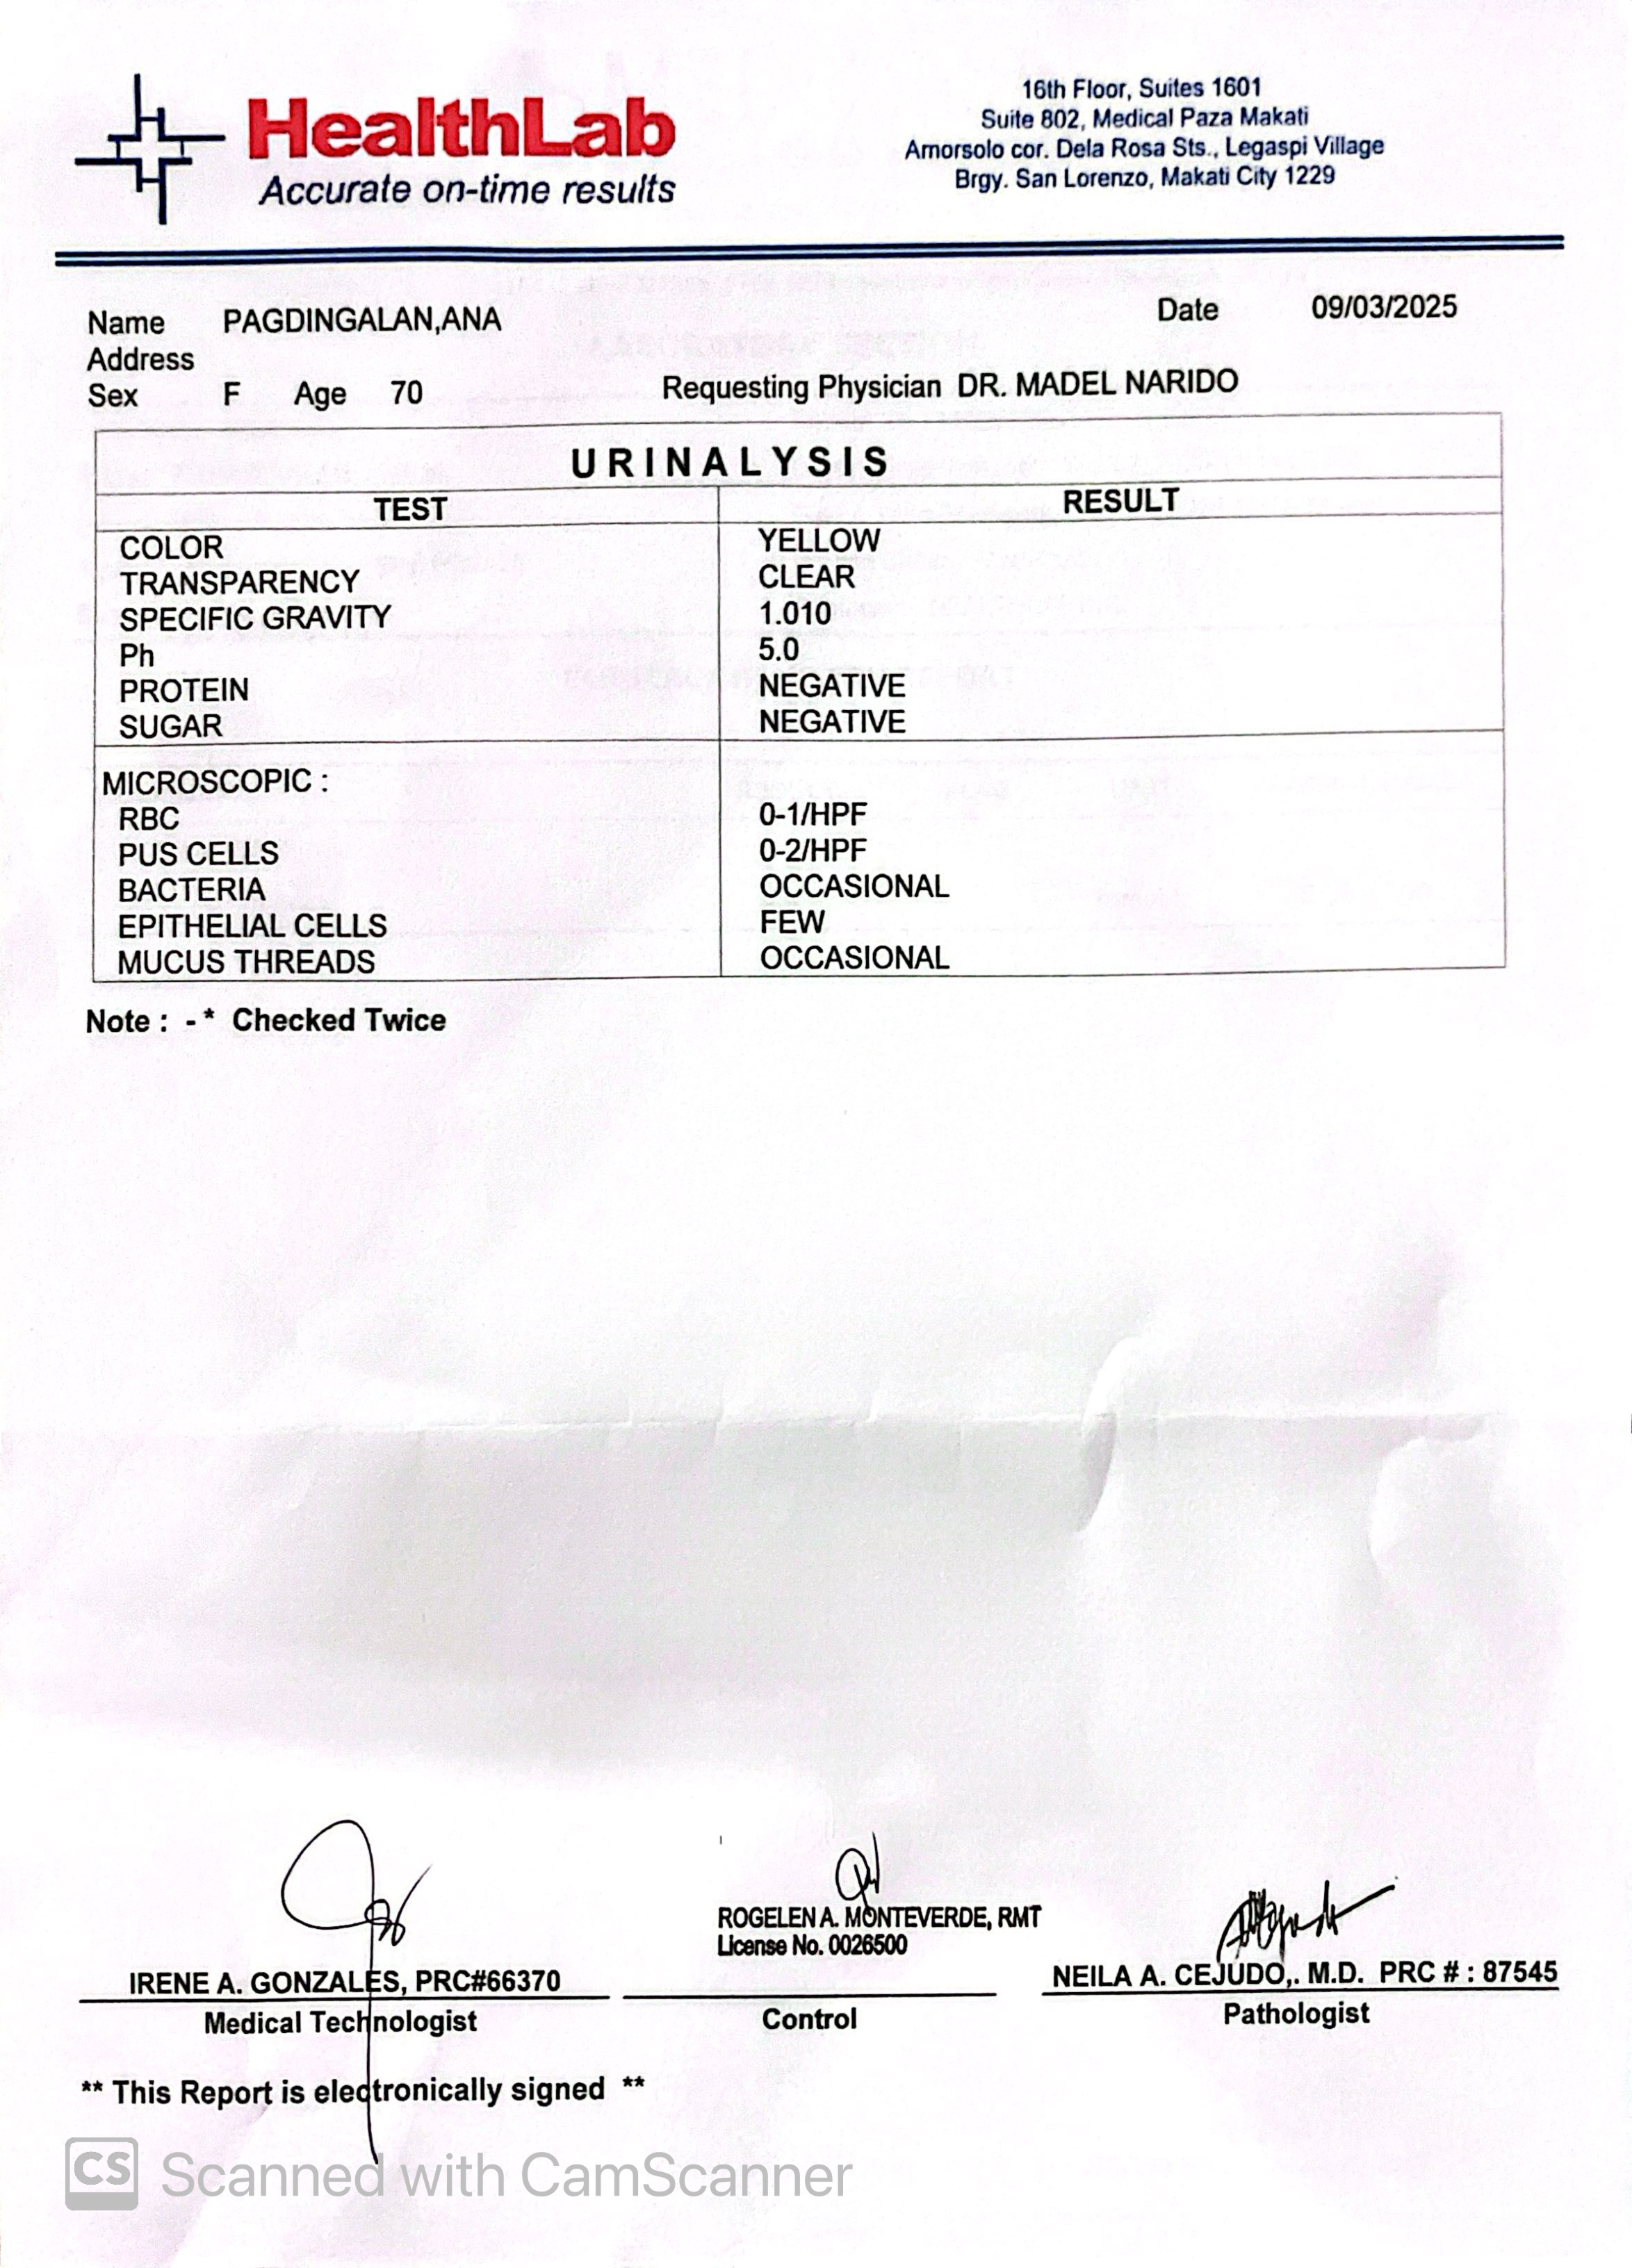 HealthLab
Accurate on-time results
16th Floor, Suites 1601
Suite 802, Medical Paza Makati
Amorsolo cor. Dela Rosa Sts., Legaspi Village
Brgy. San Lorenzo, Makati City 1229
Name PAGDINGALAN,ANA Date 09/03/2025
Address
Sex F Age 70 Requesting Physician DR. MADEL NARIDO
URINALYSIS
TEST RESULT
COLOR YELLOW
TRANSPARENCY CLEAR
SPECIFIC GRAVITY 1.010
Ph 5.0
PROTEIN NEGATIVE
SUGAR NEGATIVE
MICROSCOPIC :
RBC 0-1/HPF
PUS CELLS 0-2/HPF
BACTERIA OCCASIONAL
EPITHELIAL CELLS FEW
MUCUS THREADS OCCASIONAL
Note : - * Checked Twice
ROGELEN A. MONTEVERDE, RMT
License No. 0026500
IRENE A. GONZALES, PRC#66370 NEILA A. CEJUDO,. M.D. PRC # : 87545
Medical Technologist Control Pathologist
** This Report is electronically signed **
CS Scanned with CamScanner